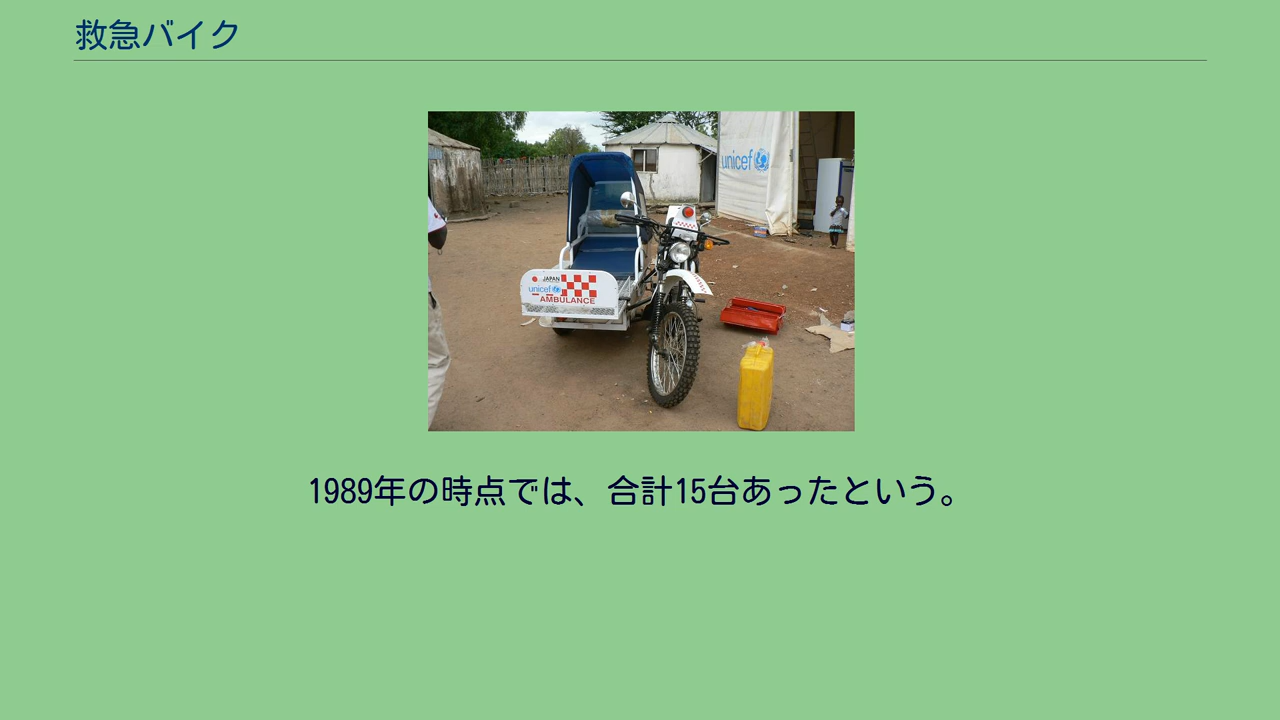 救急バイク
unicef
JAPAN
unicef
AMBULANCE
1989年の時点では、合計15台あったという。